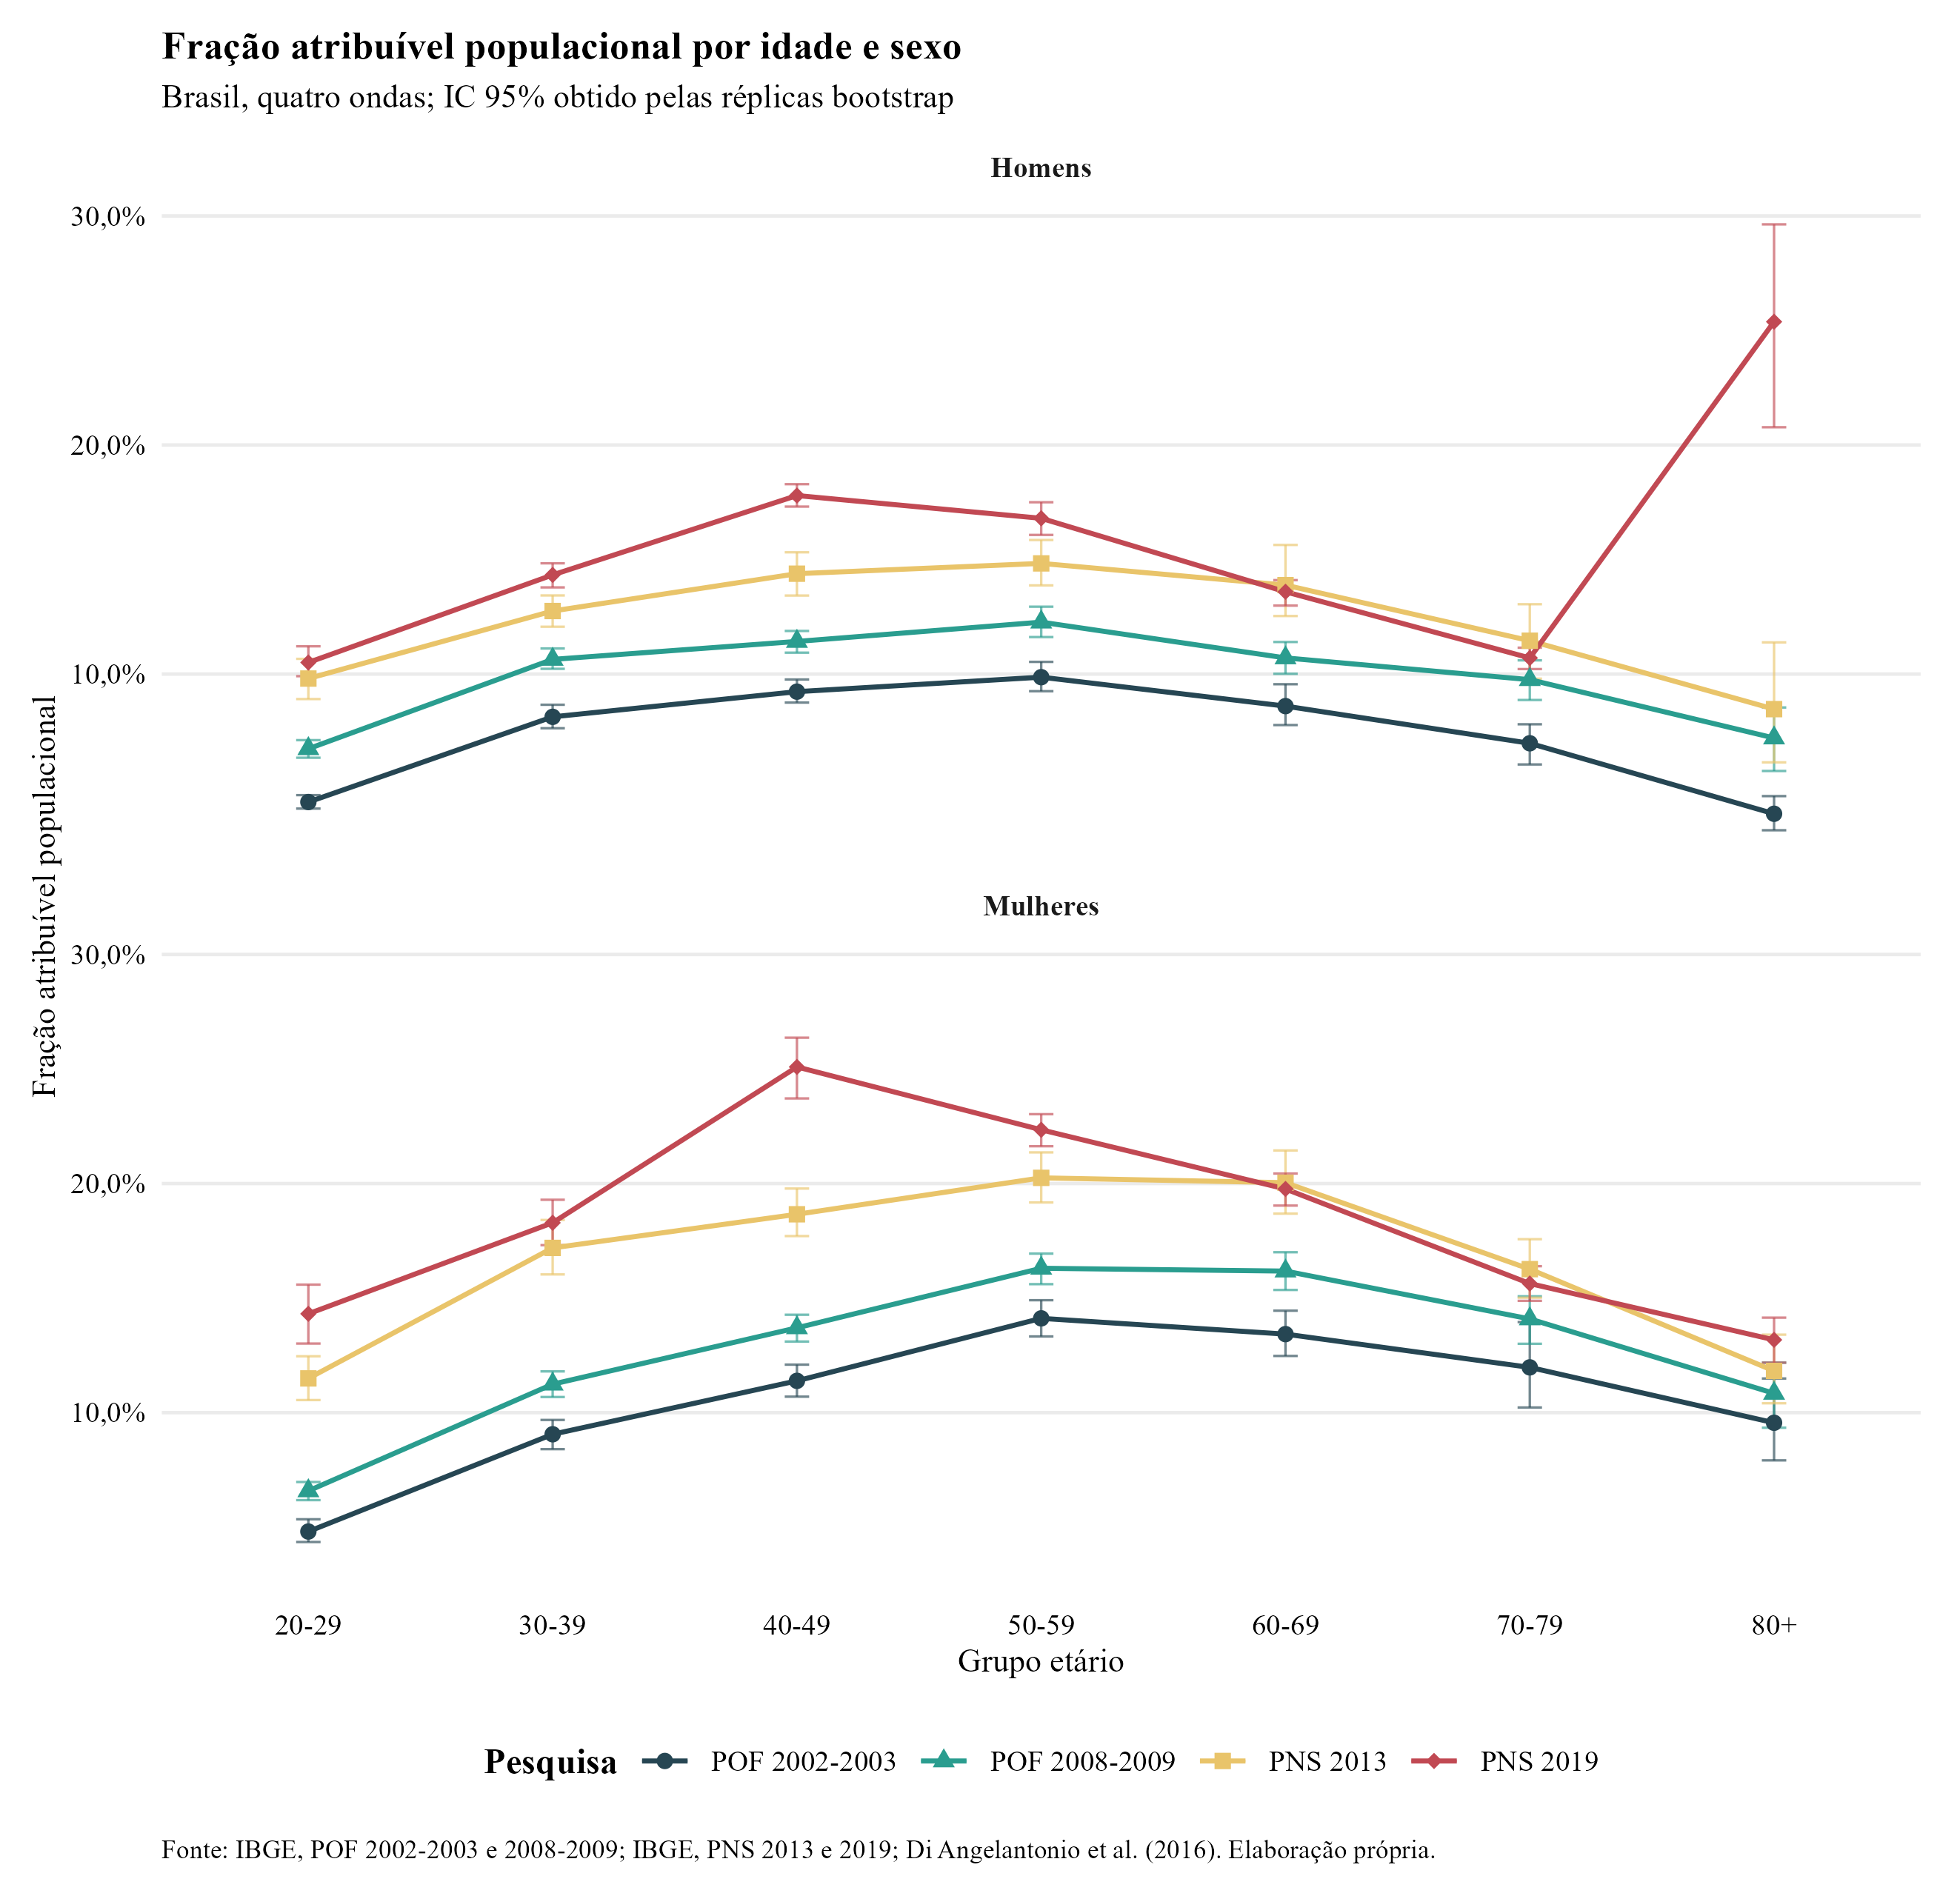 Fração atribuível populacional por idade e sexo
Brasil, quatro ondas; IC 95% obtido pelas réplicas bootstrap
Homens
30,0%
20,0%
10,0%
Fração atribuível populacional
Mulheres
30,0%
20,0%
10,0%
20-29 30-39 40-49 50-59 60-69 70-79 80+
Grupo etário
Pesquisa POF 2002-2003 POF 2008-2009 PNS 2013 PNS 2019
Fonte: IBGE, POF 2002-2003 e 2008-2009; IBGE, PNS 2013 e 2019; Di Angelantonio et al. (2016). Elaboração própria.